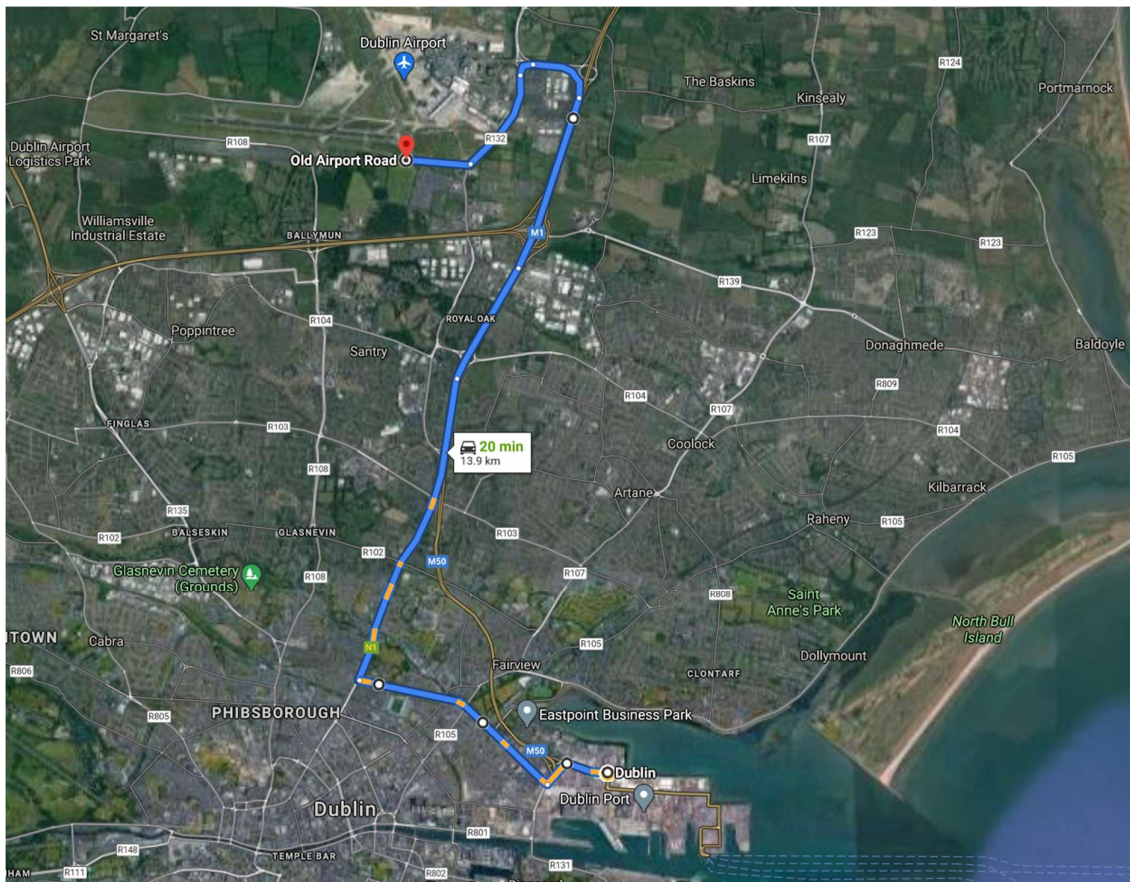 St Margaret's
Dublin Airport
R124
The Baskins
Portmarnock
Kinsealy
R132
R107
R108
Dublin Airport
Logistics Park
Old Airport Road
Limekilns
Williamsville
Industrial Estate
BALLYMUN
M1
R123
R123
R139
ROYAL OAK
R104
Poppintree
Santry
Donaghmede
Baldoyle
R809
R104
R107
FINGLAS
R103
R104
20 min
13.9 km
Coolock
R105
R108
Kilbarrack
Artane
R135
Raheny
R105
R102
BALSESKIN
GLASNEVIN
R103
R102
M50
Glasnevin Cemetery
(Grounds)
R108
R107
R808
Saint
Anne's Park
North Bull
Island
NTOWN
Cabra
R105
N1
Dollymount
R806
Fairview
CLONTARF
R805
PHIBSBOROUGH
Eastpoint Business Park
R105
M50
Dublin
Dublin Port
Dublin
R801
R148
TEMPLE BAR
R131
R111
R802